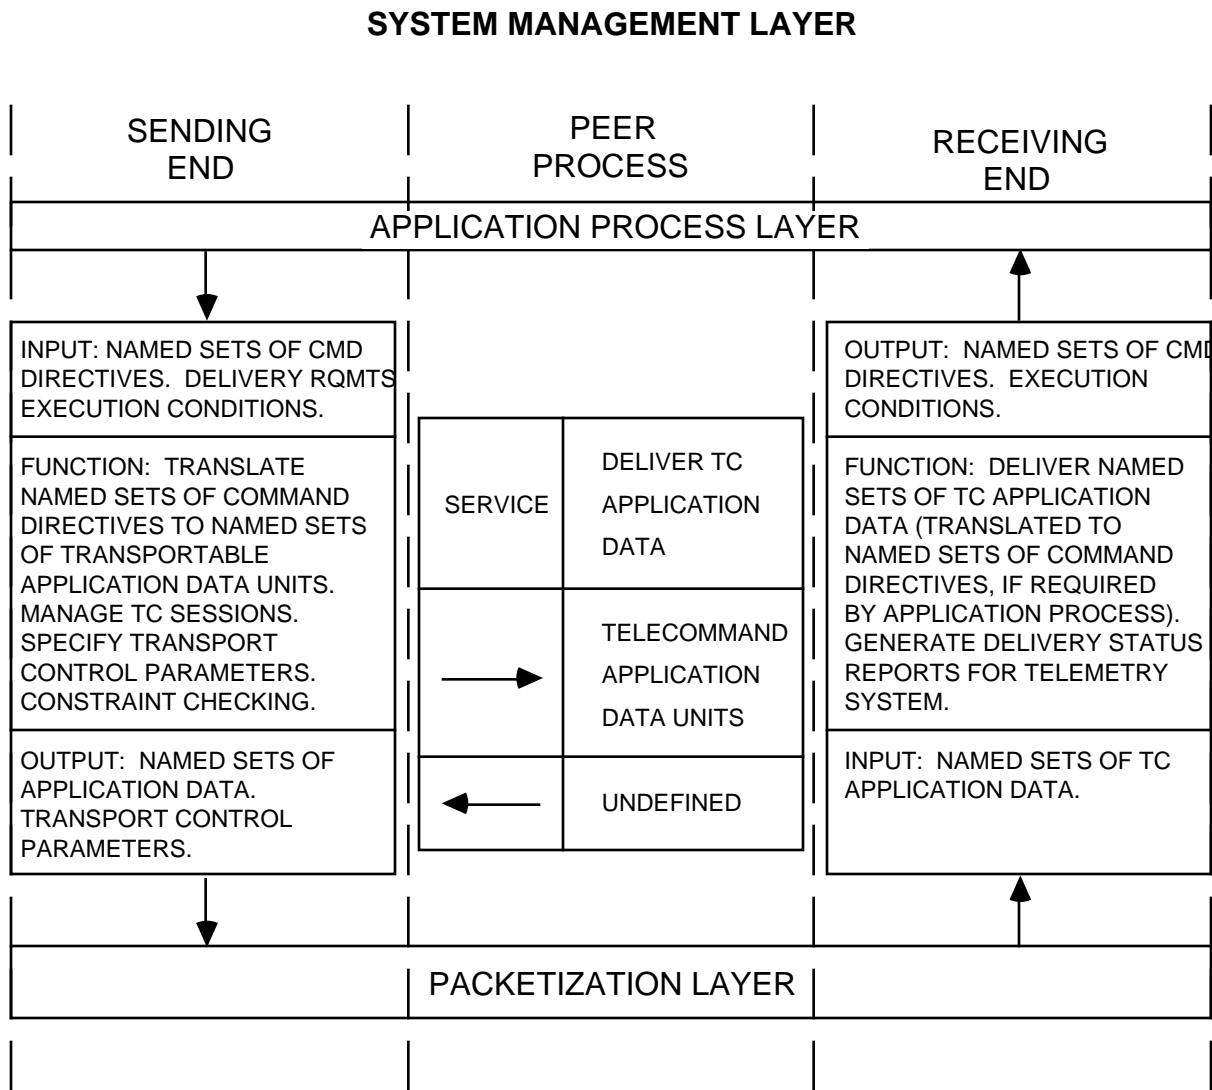 SYSTEM MANAGEMENT LAYER
SENDING
END
PEER
PROCESS
RECEIVING
END
APPLICATION PROCESS LAYER
INPUT: NAMED SETS OF CMD
DIRECTIVES. DELIVERY RQMTS
EXECUTION CONDITIONS.
FUNCTION: TRANSLATE
NAMED SETS OF COMMAND
DIRECTIVES TO NAMED SETS
OF TRANSPORTABLE
APPLICATION DATA UNITS.
MANAGE TC SESSIONS.
SPECIFY TRANSPORT
CONTROL PARAMETERS.
CONSTRAINT CHECKING.
OUTPUT: NAMED SETS OF
APPLICATION DATA.
TRANSPORT CONTROL
PARAMETERS.
SERVICE
DELIVER TC
APPLICATION
DATA
TELECOMMAND
APPLICATION
DATA UNITS
UNDEFINED
OUTPUT: NAMED SETS OF CMD
DIRECTIVES. EXECUTION
CONDITIONS.
FUNCTION: DELIVER NAMED
SETS OF TC APPLICATION
DATA (TRANSLATED TO
NAMED SETS OF COMMAND
DIRECTIVES, IF REQUIRED
BY APPLICATION PROCESS).
GENERATE DELIVERY STATUS
REPORTS FOR TELEMETRY
SYSTEM.
INPUT: NAMED SETS OF TC
APPLICATION DATA.
PACKETIZATION LAYER